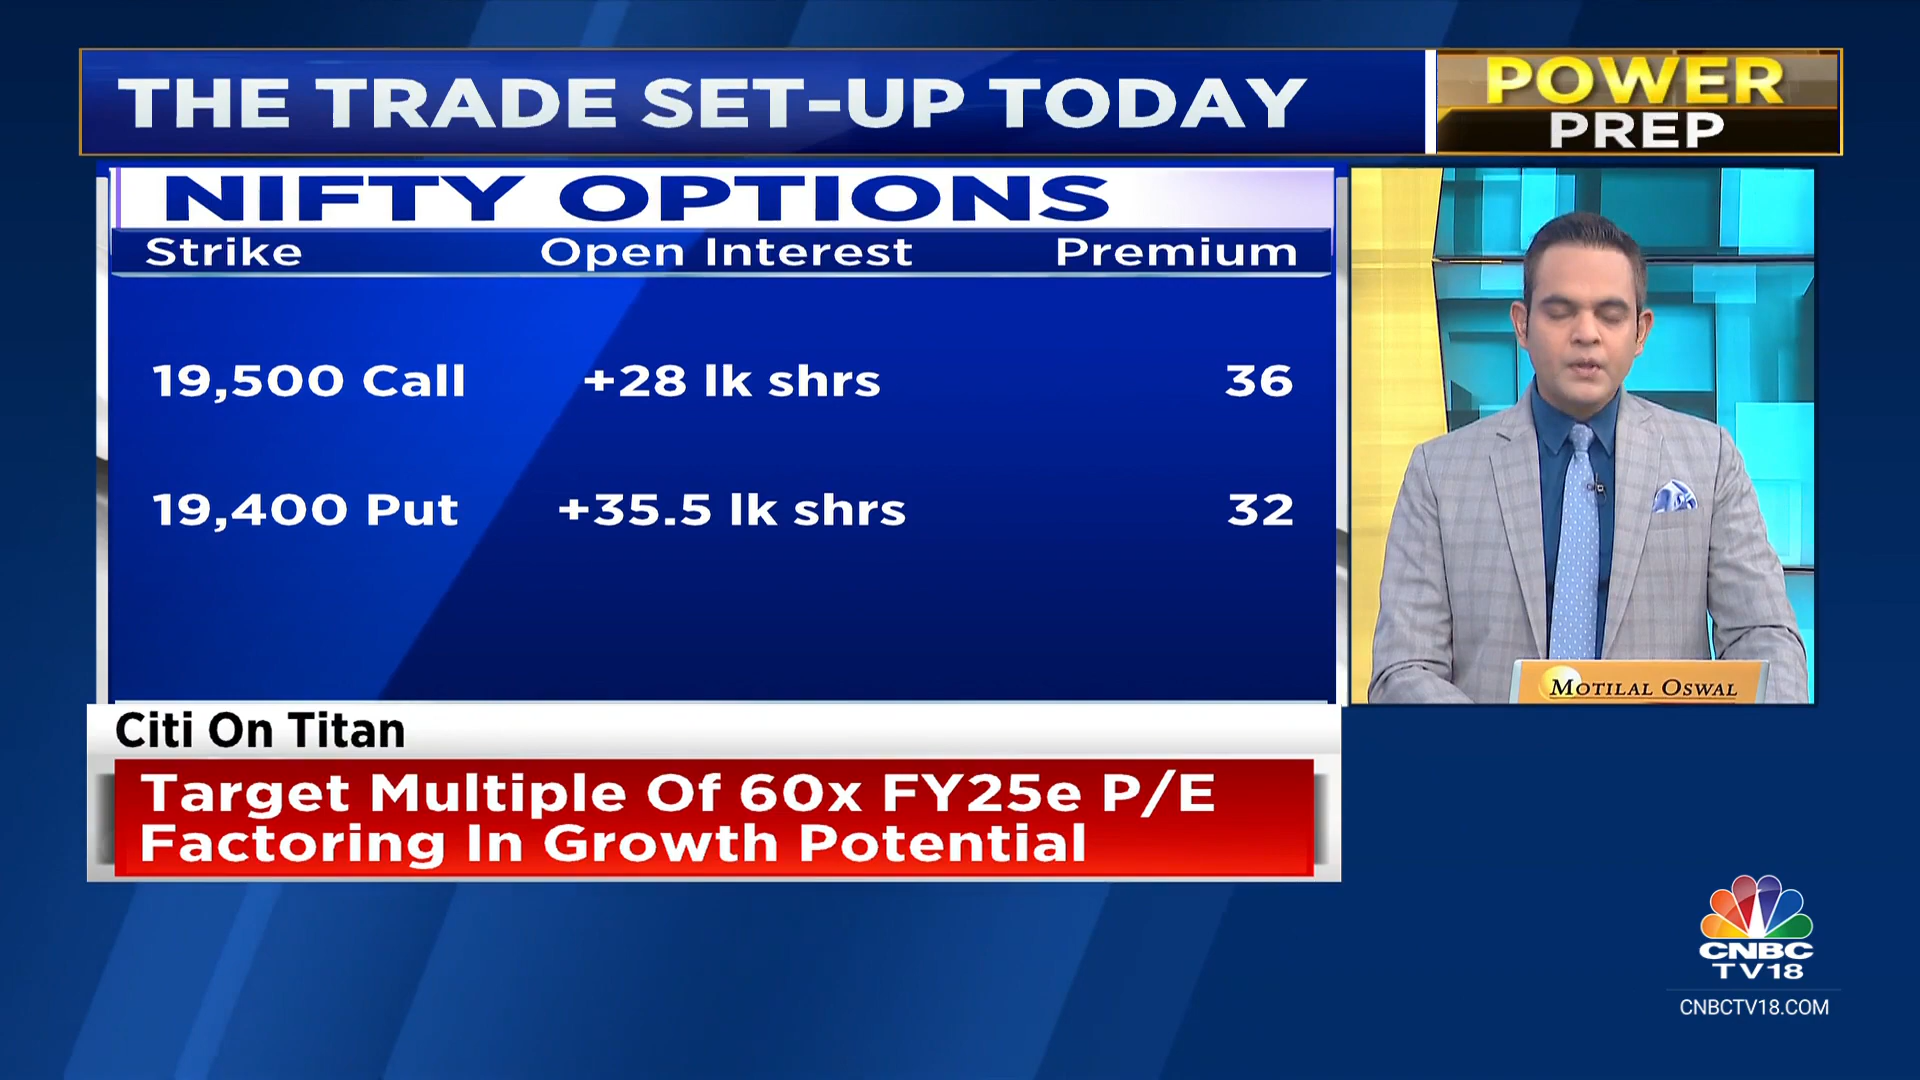 THE TRADE SET-UP TODAY
POWER
PREP
NIFTY OPTIONS
Strike Open Interest Premium
19,500 Call +28 lk shrs 36
19,400 Put +35.5 lk shrs 32
MOTILAL OSWAL
Citi On Titan
Target Multiple Of 60x FY25e P/E
Factoring In Growth Potential
CNBC
TV18
CNBCTV18.COM